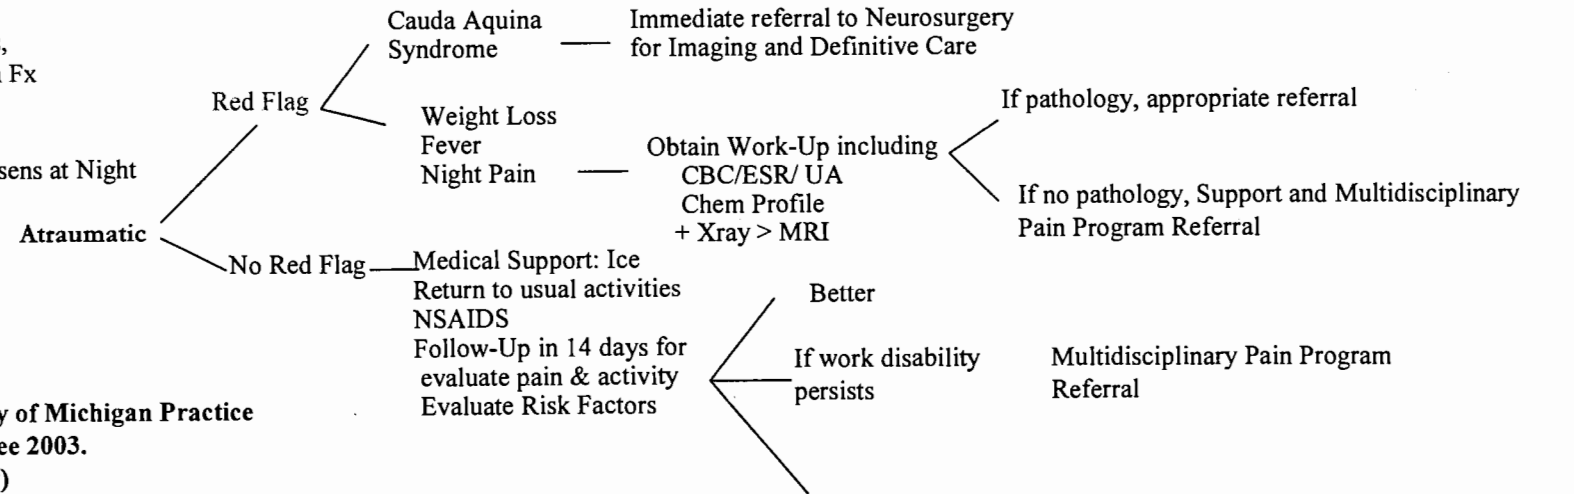 Cauda Aquina
Syndrome
Immediate referral to Neurosurgery
for Imaging and Definitive Care
Fx
Red Flag
Weight Loss
Fever
Night Pain
Obtain Work-Up including
CBC/ESR/ UA
Chem Profile
+ Xray > MRI
If pathology, appropriate referral
If no pathology, Support and Multidisciplinary
Pain Program Referral
sens at Night
Atraumatic
No Red Flag
Medical Support: Ice
Return to usual activities
NSAIDS
Follow-Up in 14 days for
evaluate pain & activity
Evaluate Risk Factors
Better
If work disability
persists
Multidisciplinary Pain Program
Referral
y of Michigan Practice
ee 2003.
)